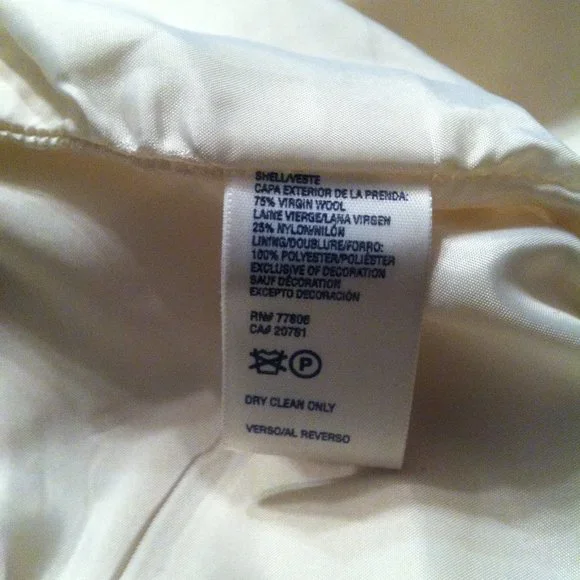 SHELL/VESTE
CAPA EXTERIOR DE LA PRENDA:
75% VIRGIN WOOL
LAINE VIERGE/LANA VIRGEN
25% NYLON/NILÓN
LINING/DOUBLURE/FORRO:
100% POLYESTER/POLIÉSTER
EXCLUSIVE OF DECORATION
SAUF DÉCORATION
EXCEPTO DECORACIÓN
RN# 77806
CA# 20781
P
DRY CLEAN ONLY
VERSO/AL REVERSO